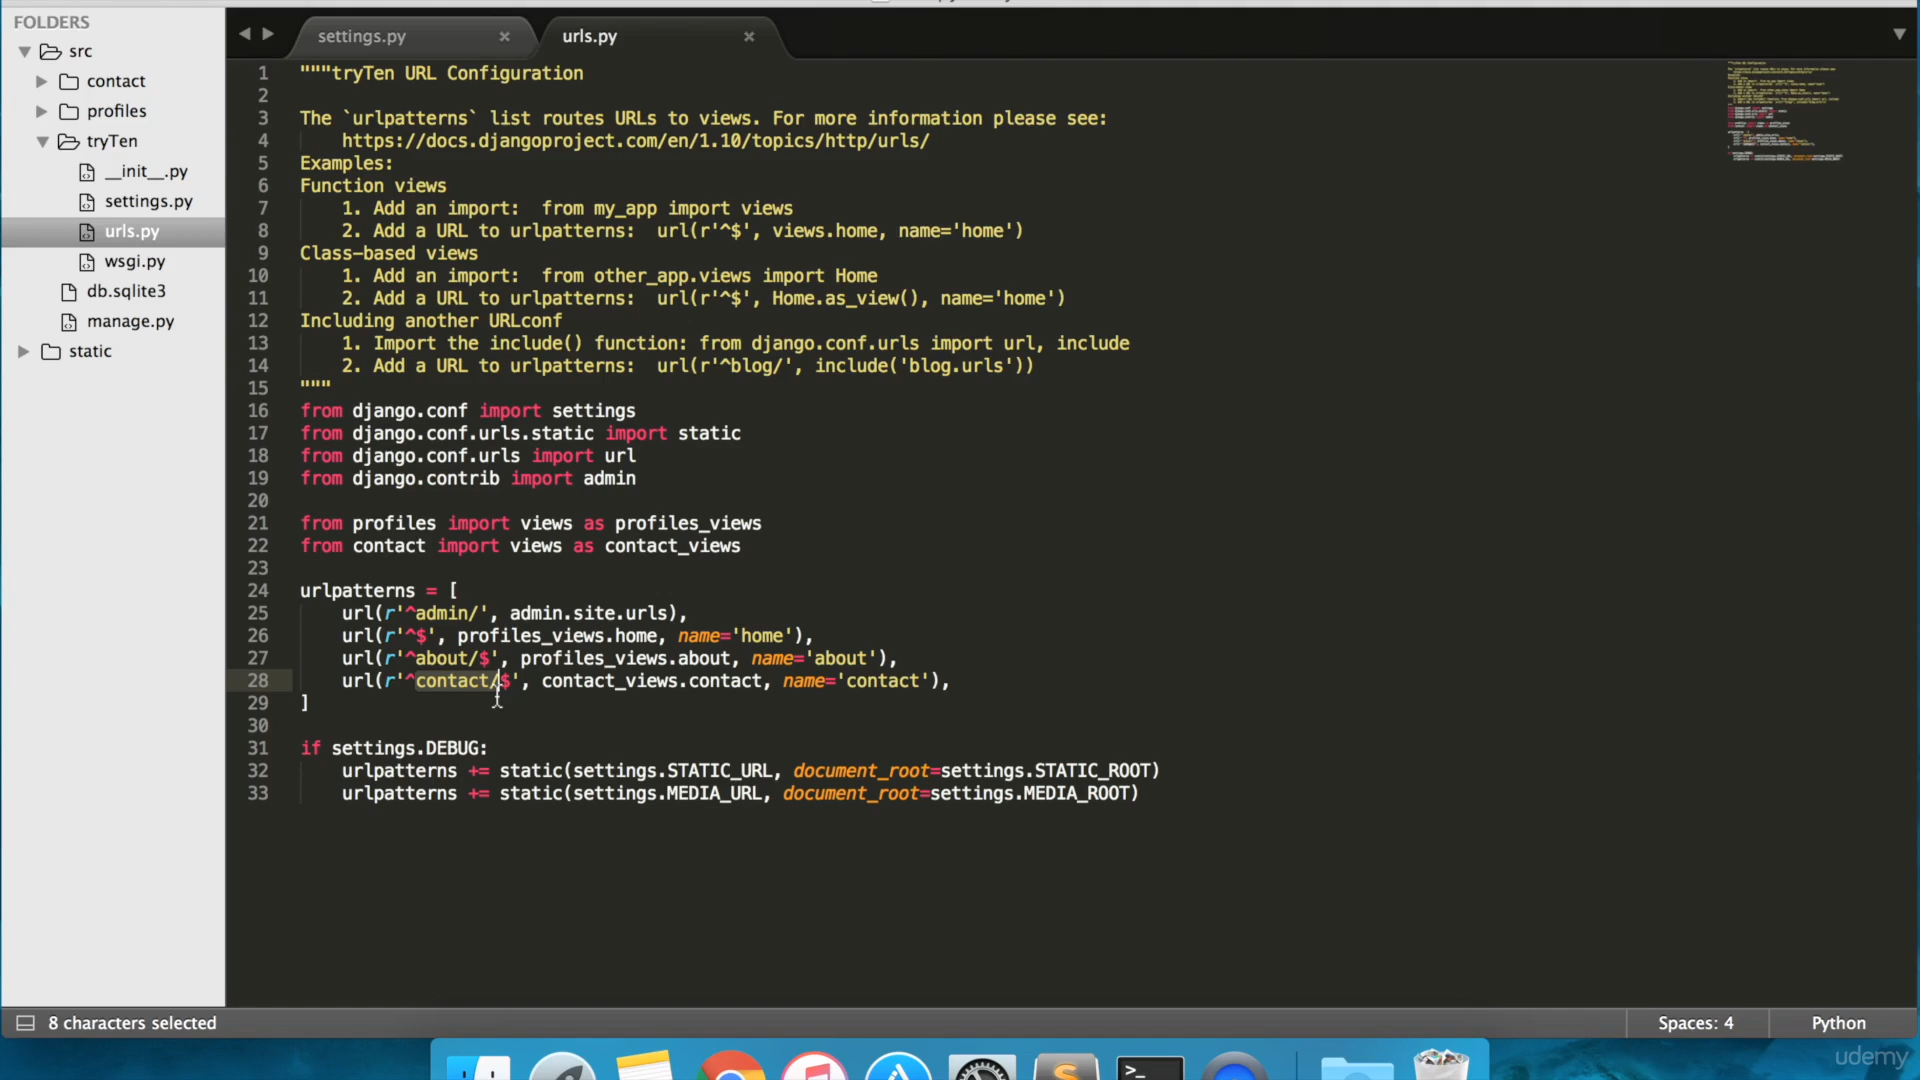 FOLDERS
src
contact
profiles
tryTen
__init__.py
settings.py
urls.py
wsgi.py
db.sqlite3
manage.py
static
settings.py
urls.py
1 """tryTen URL Configuration
2
3 The `urlpatterns` list routes URLs to views. For more information please see:
4     https://docs.djangoproject.com/en/1.10/topics/http/urls/
5 Examples:
6 Function views
7     1. Add an import:  from my_app import views
8     2. Add a URL to urlpatterns:  url(r'^$', views.home, name='home')
9 Class-based views
10     1. Add an import:  from other_app.views import Home
11     2. Add a URL to urlpatterns:  url(r'^$', Home.as_view(), name='home')
12 Including another URLconf
13     1. Import the include() function: from django.conf.urls import url, include
14     2. Add a URL to urlpatterns:  url(r'^blog/', include('blog.urls'))
15 """
16 from django.conf import settings
17 from django.conf.urls.static import static
18 from django.conf.urls import url
19 from django.contrib import admin
20
21 from profiles import views as profiles_views
22 from contact import views as contact_views
23
24 urlpatterns = [
25     url(r'^admin/', admin.site.urls),
26     url(r'^$', profiles_views.home, name='home'),
27     url(r'^about/$', profiles_views.about, name='about'),
28     url(r'^contact/$', contact_views.contact, name='contact'),
29 ]
30
31 if settings.DEBUG:
32     urlpatterns += static(settings.STATIC_URL, document_root=settings.STATIC_ROOT)
33     urlpatterns += static(settings.MEDIA_URL, document_root=settings.MEDIA_ROOT)
8 characters selected
Spaces: 4
Python
udemy